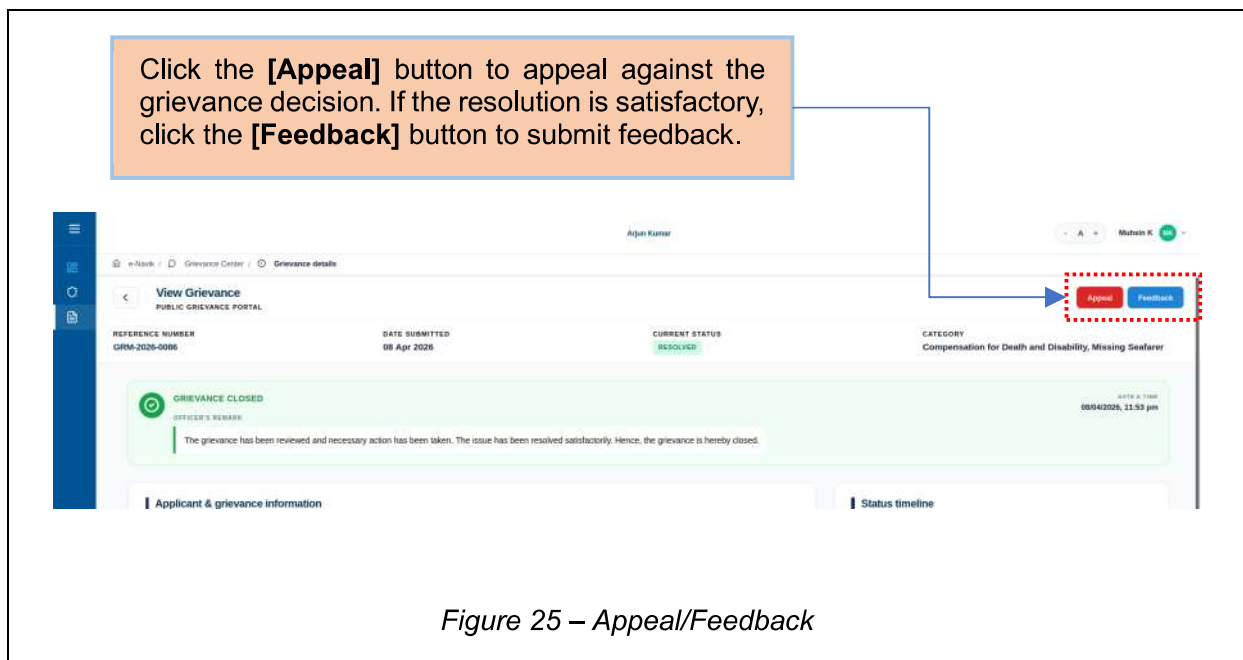 Click the [Appeal] button to appeal against the
grievance decision. If the resolution is satisfactory,
click the [Feedback] button to submit feedback.
Arjun Kumar
- A +
Muhsin K
MK
e-Navik / Grievance Center / Grievance details
View Grievance
PUBLIC GRIEVANCE PORTAL
Appeal
Feedback
REFERENCE NUMBER
GRM-2026-0086
DATE SUBMITTED
08 Apr 2026
CURRENT STATUS
RESOLVED
CATEGORY
Compensation for Death and Disability, Missing Seafarer
GRIEVANCE CLOSED
OFFICER'S REMARK
The grievance has been reviewed and necessary action has been taken. The issue has been resolved satisfactorily. Hence, the grievance is hereby closed.
DATE & TIME
08/04/2026, 11:53 pm
Applicant & grievance information
Status timeline
Figure 25 – Appeal/Feedback